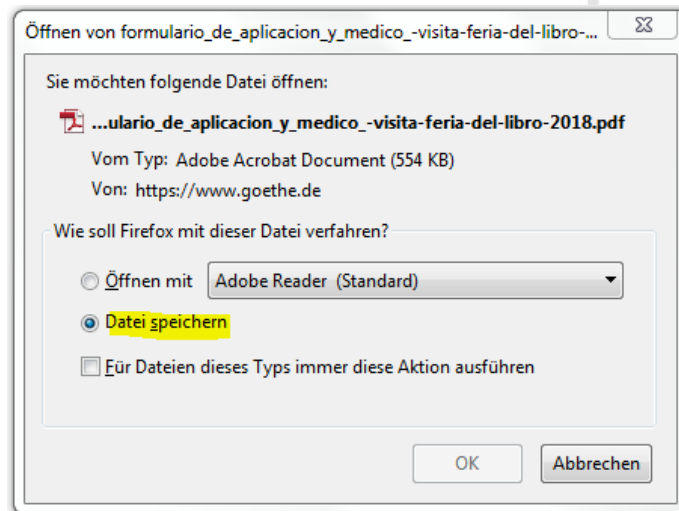 Öffnen von formulario_de_aplicacion_y_medico_-visita-feria-del-libro-...
Sie möchten folgende Datei öffnen:
...ulario_de_aplicacion_y_medico_-visita-feria-del-libro-2018.pdf
Vom Typ: Adobe Acrobat Document (554 KB)
Von: https://www.goethe.de
Wie soll Firefox mit dieser Datei verfahren?
Öffnen mit Adobe Reader (Standard)
Datei speichern
Für Dateien dieses Typs immer diese Aktion ausführen
OK Abbrechen